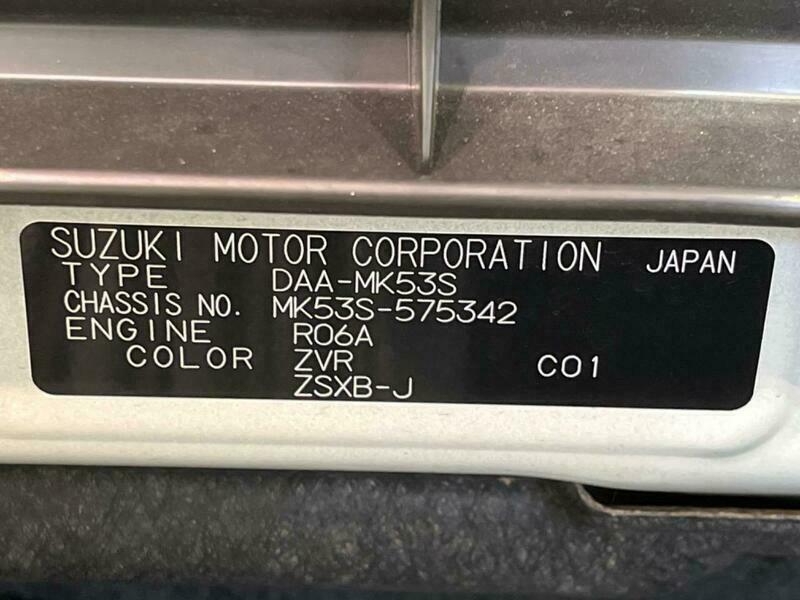 SUZUKI MOTOR CORPORATION JAPAN
TYPE DAA-MK53S
CHASSIS NO. MK53S-575342
ENGINE R06A
COLOR ZVR C01
ZSXB-J